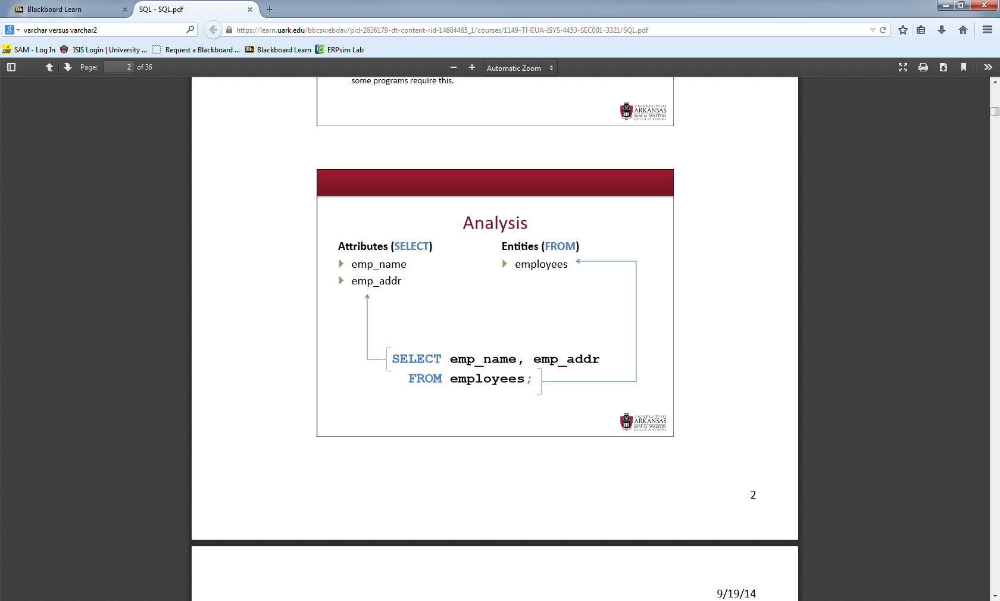 Blackboard Learn
SQL - SQL.pdf
varchar versus varchar2
https://learn.uark.edu/bbcswebdav/pid-2636179-dt-content-rid-14684485_1/courses/1149-THEUA-ISYS-4453-SEC001-3321/SQL.pdf
SAM - Log In
ISIS Login | University ...
Request a Blackboard ...
Blackboard Learn
ERPsim Lab
Page: 2 of 36
Automatic Zoom
some programs require this.
UNIVERSITY OF
ARKANSAS
SAM M. WALTON
COLLEGE OF BUSINESS
Analysis
Attributes (SELECT)
emp_name
emp_addr
Entities (FROM)
employees
SELECT emp_name, emp_addr
FROM employees;
UNIVERSITY OF
ARKANSAS
SAM M. WALTON
COLLEGE OF BUSINESS
2
9/19/14